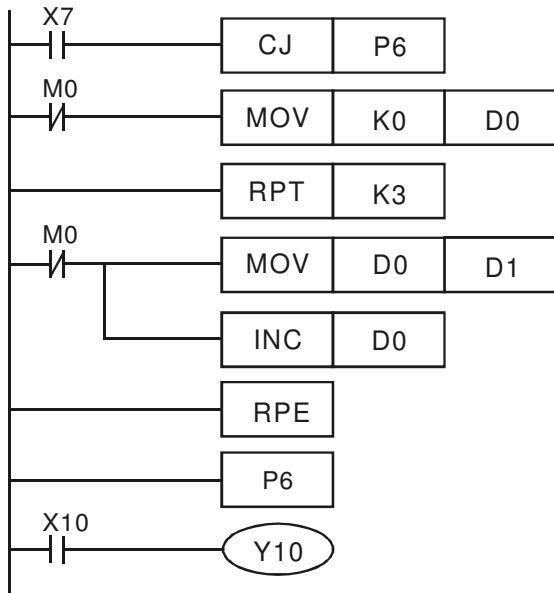 X7
CJ P6
M0
MOV K0 D0
RPT K3
M0
MOV D0 D1
INC D0
RPE
P6
X10
Y10